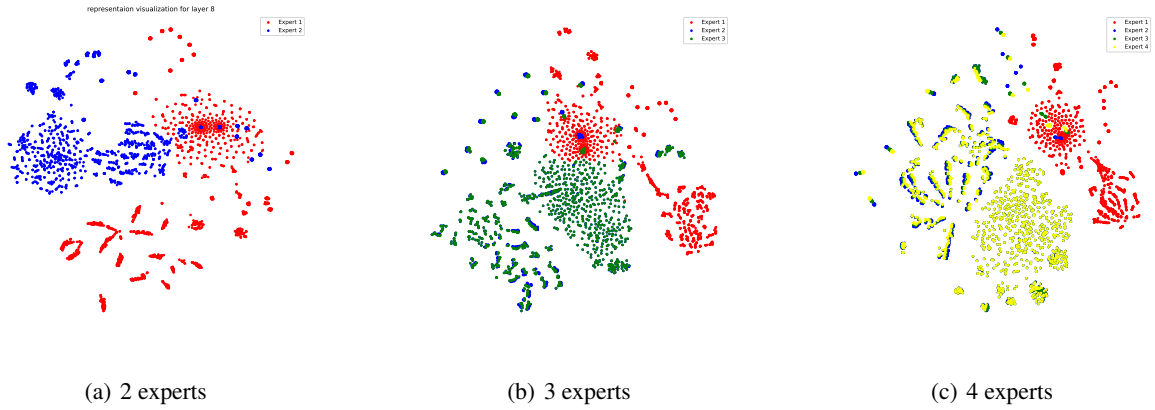 representaion visualization for layer 8
Expert 1
Expert 2
Expert 1
Expert 2
Expert 3
Expert 1
Expert 2
Expert 3
Expert 4
(a) 2 experts
(b) 3 experts
(c) 4 experts